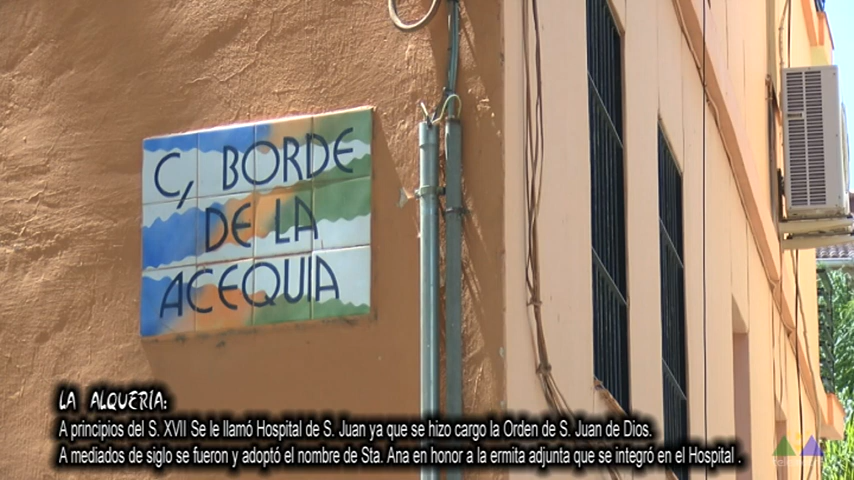 C, BORDE
DE LA
ACEQUIA
LA ALQUERÍA:
A principios del S. XVII Se le llamó Hospital de S. Juan ya que se hizo cargo la Orden de S. Juan de Dios.
A mediados de siglo se fueron y adoptó el nombre de Sta. Ana en honor a la ermita adjunta que se integró en el Hospital .